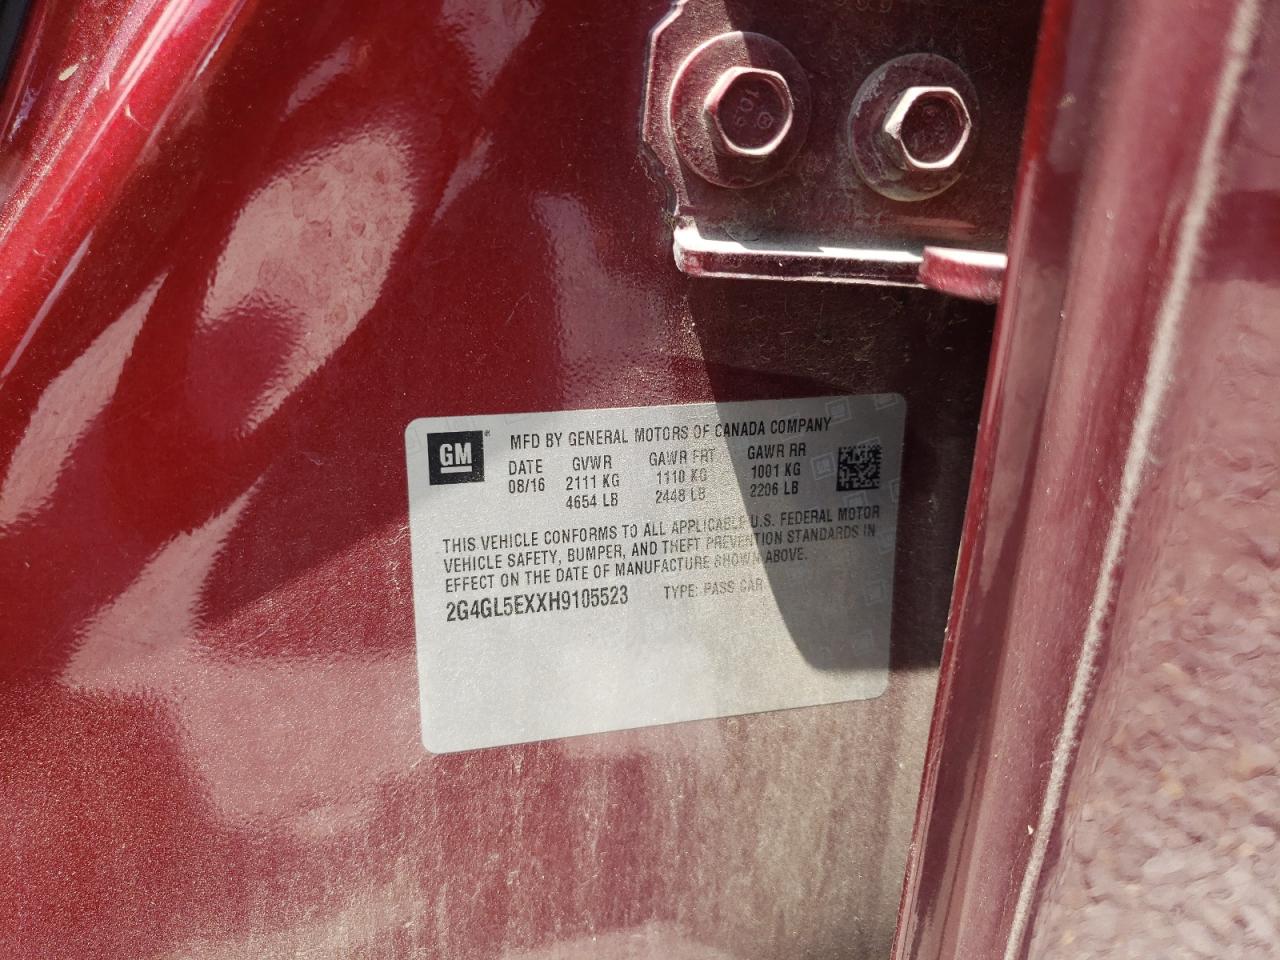 GM
MFD BY GENERAL MOTORS OF CANADA COMPANY
DATE GVWR GAWR FRT GAWR RR
08/16 2111 KG 1110 KG 1001 KG
4654 LB 2448 LB 2206 LB
THIS VEHICLE CONFORMS TO ALL APPLICABLE U.S. FEDERAL MOTOR
VEHICLE SAFETY, BUMPER, AND THEFT PREVENTION STANDARDS IN
EFFECT ON THE DATE OF MANUFACTURE SHOWN ABOVE.
2G4GL5EXXH9105523 TYPE: PASS CAR